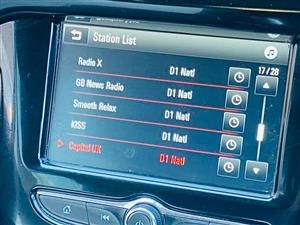 Station List
Radio X D1 Natl 17/28
GB News Radio D1 Natl
Smooth Relax D1 Natl
KISS D1 Natl
Capital UK D1 Natl